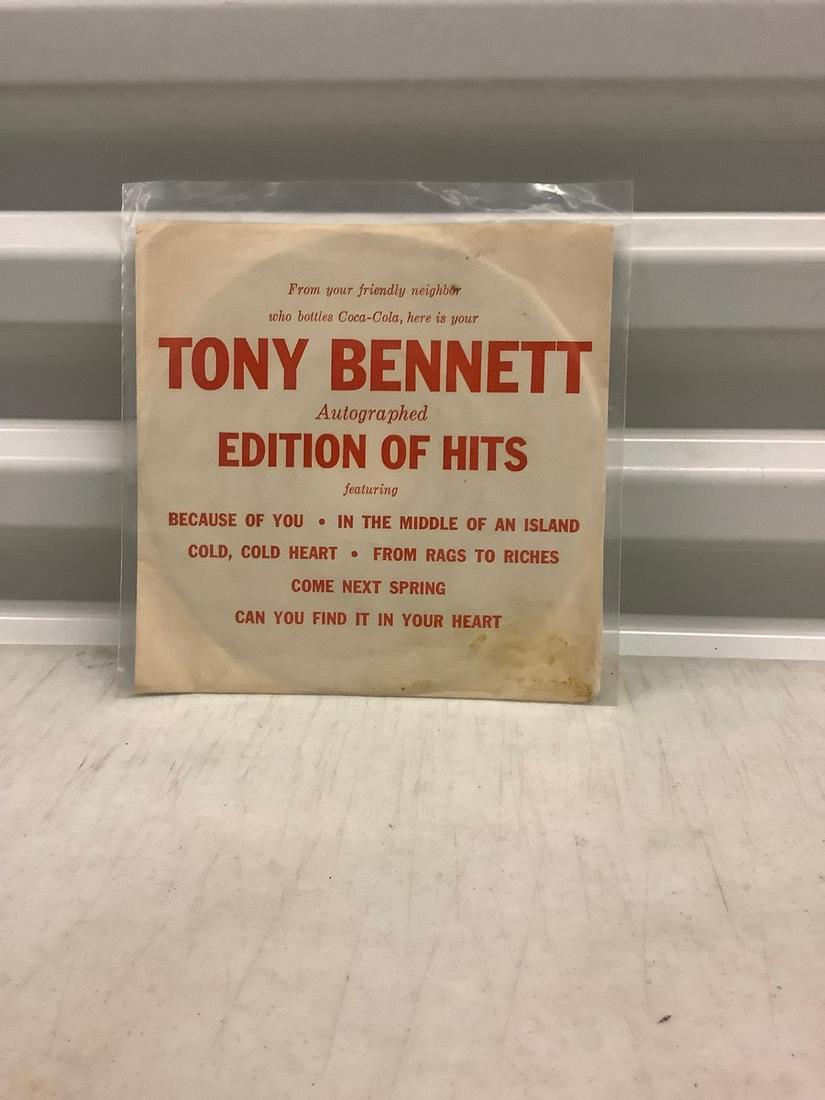 From your friendly neighbor
who bottles Coca-Cola, here is your
TONY BENNETT
Autographed
EDITION OF HITS
featuring
BECAUSE OF YOU • IN THE MIDDLE OF AN ISLAND
COLD, COLD HEART • FROM RAGS TO RICHES
COME NEXT SPRING
CAN YOU FIND IT IN YOUR HEART